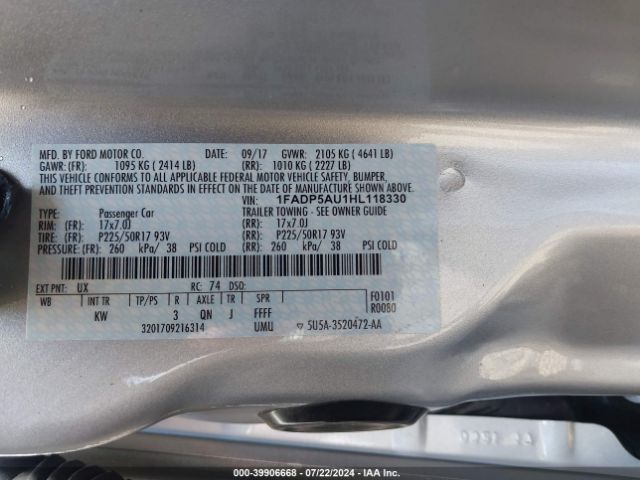 MFD. BY FORD MOTOR CO. DATE: 09/17 GVWR: 2105 KG ( 4641 LB)
GAWR: (FR): 1095 KG ( 2414 LB) (RR): 1010 KG ( 2227 LB)
THIS VEHICLE CONFORMS TO ALL APPLICABLE FEDERAL MOTOR VEHICLE SAFETY, BUMPER,
AND THEFT PREVENTION STANDARDS IN EFFECT ON THE DATE OF MANUFACTURE SHOWN ABOVE.
VIN: 1FADP5AU1HL118330
TYPE: Passenger Car TRAILER TOWING - SEE OWNER GUIDE
RIM: (FR): 17x7.0J (RR): 17x7.0J
TIRE: (FR): P225/50R17 93V (RR): P225/50R17 93V
PRESSURE: (FR): 260 kPa/ 38 PSI COLD (RR): 260 kPa/ 38 PSI COLD
EXT PNT: UX RC: 74 DSO:
WB INT TR TP/PS R AXLE TR SPR F0101
KW 3 QN J FFFF R0080
3201709216314 UMU ▽ 5U5A-3520472-AA
000-39906668 - 07/22/2024 - IAA Inc.